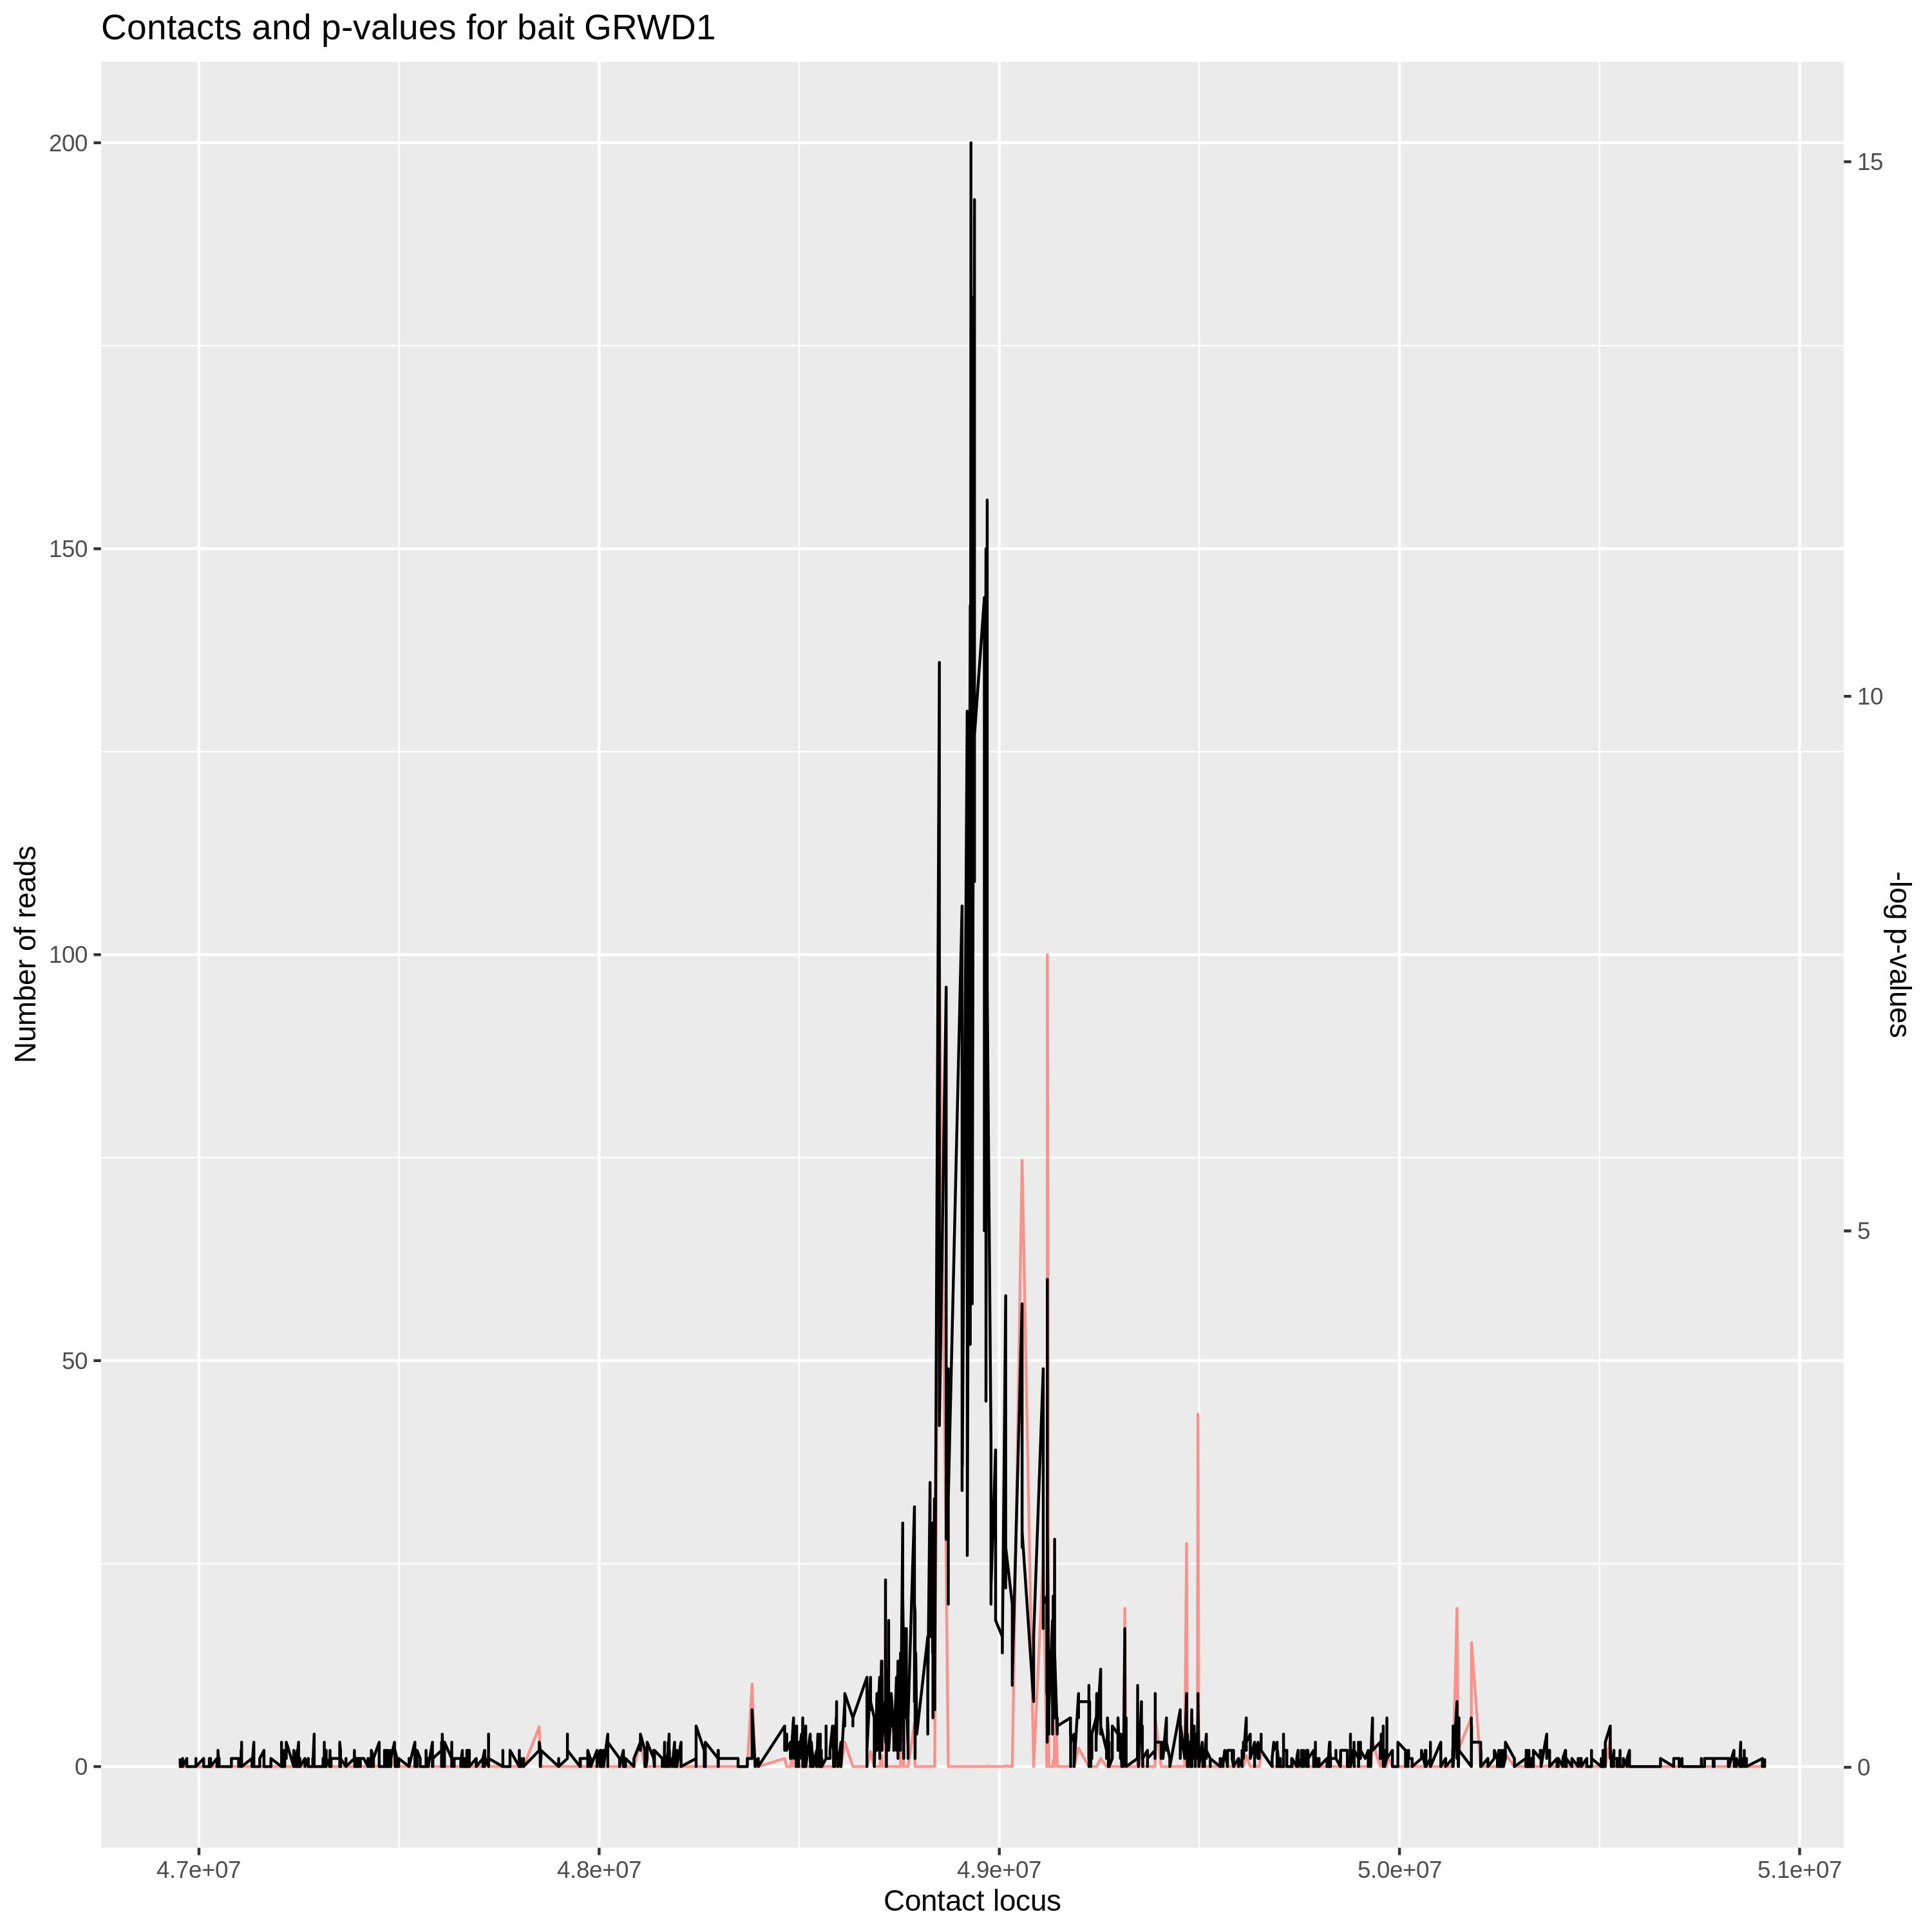 Contacts and p-values for bait GRWD1
200
150
100
50
0
Number of reads
15
10
5
0
-log p-values
4.7e+07 4.8e+07 4.9e+07 5.0e+07 5.1e+07
Contact locus